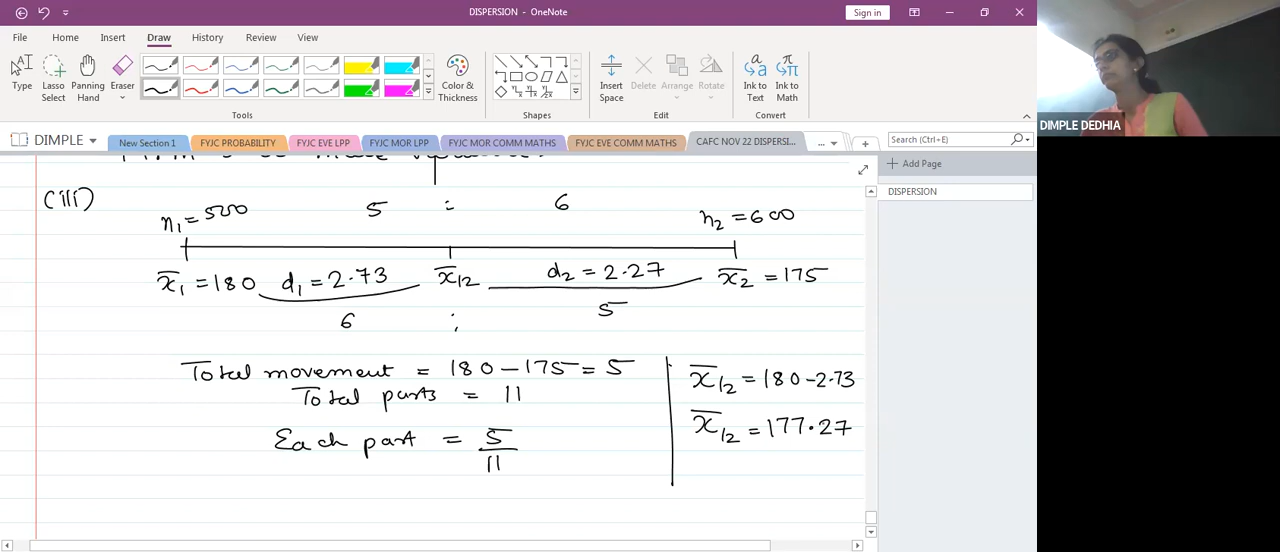 DISPERSION - OneNote
Sign in
File Home Insert Draw History Review View
Type
Lasso Select
Panning Hand
Eraser
Color & Thickness
Insert Space
Delete
Arrange
Rotate
Ink to Text
Ink to Math
Tools
Shapes
Edit
Convert
DIMPLE DEDHIA
DIMPLE
New Section 1
FYJC PROBABILITY
FYJC EVE LPP
FYJC MOR LPP
FYJC MOR COMM MATHS
FYJC EVE COMM MATHS
CAFC NOV 22 DISPERSI...
...
Search (Ctrl+E)
Add Page
DISPERSION
(iii)
n₁ = 500 5 : 6 n₂ = 600
x̄₁ = 180 d₁ = 2.73 x̄₁₂ d₂ = 2.27 x̄₂ = 175
6 : 5
Total movement = 180 - 175 = 5
Total parts = 11
Each part = 5/11
x̄₁₂ = 180 - 2.73
x̄₁₂ = 177.27